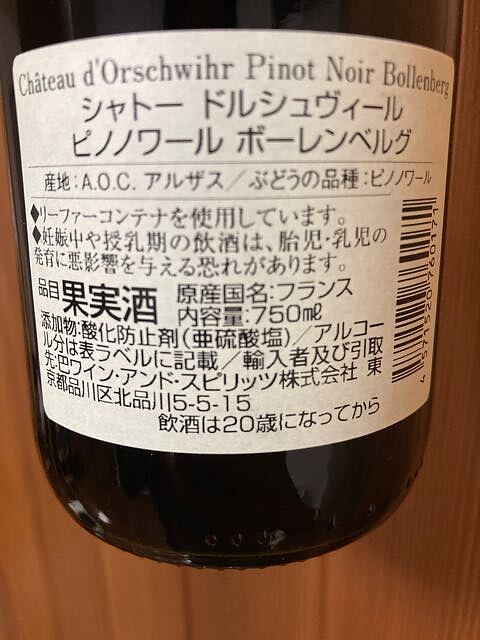 Château d'Orschwihr Pinot Noir Bollenberg
シャトー ドルシュヴィール
ピノノワール ボーレンベルグ
産地:A.O.C. アルザス／ぶどうの品種:ピノノワール
◆リーファーコンテナを使用しています。
◆妊娠中や授乳期の飲酒は、胎児・乳児の
発育に悪影響を与える恐れがあります。
品目 果実酒 原産国名:フランス
内容量:750mℓ
添加物:酸化防止剤(亜硫酸塩)／アルコー
ル分は表ラベルに記載／輸入者及び引取
先:巴ワイン・アンド・スピリッツ株式会社 東
京都品川区北品川5-5-15
飲酒は20歳になってから
4 571520 760171